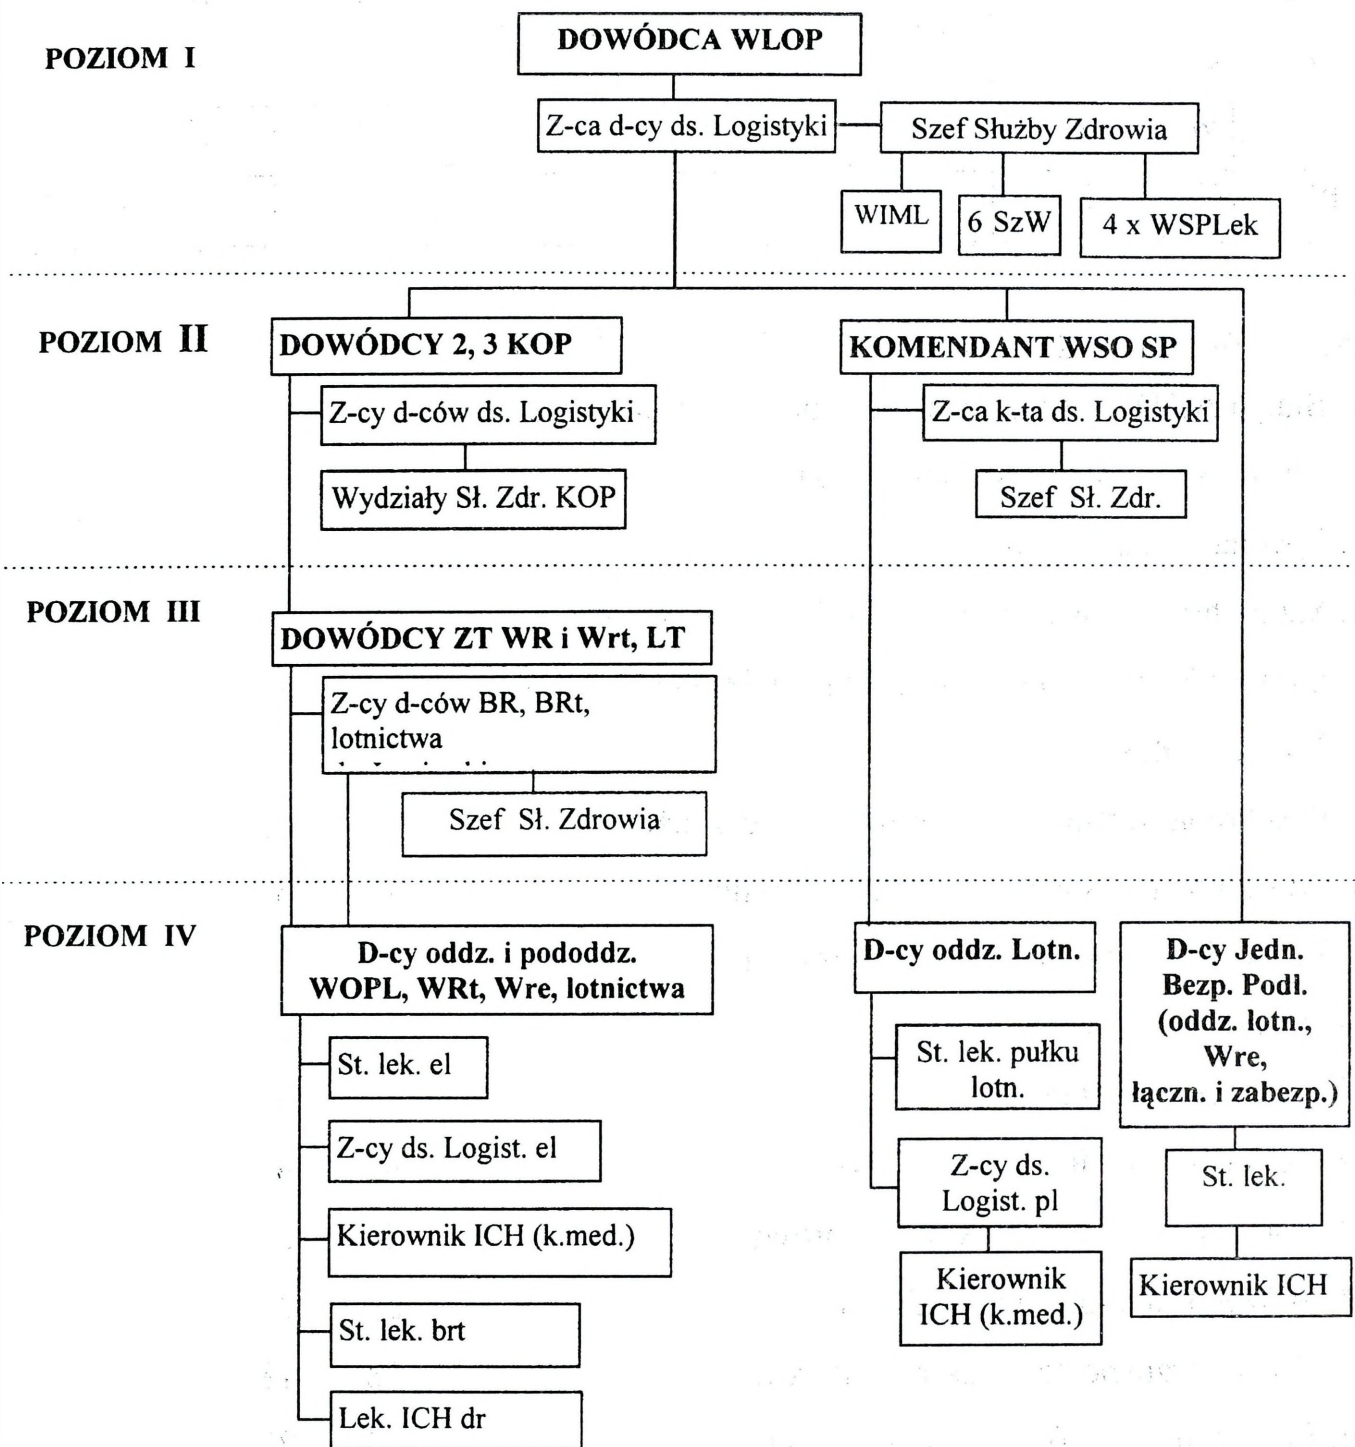 POZIOM I
DOWÓDCA WLOP
Z-ca d-cy ds. Logistyki
Szef Służby Zdrowia
WIML
6 SzW
4 x WSPLek
POZIOM II
DOWÓDCY 2, 3 KOP
Z-cy d-ców ds. Logistyki
Wydziały Sł. Zdr. KOP
KOMENDANT WSO SP
Z-ca k-ta ds. Logistyki
Szef Sł. Zdr.
POZIOM III
DOWÓDCY ZT WR i Wrt, LT
Z-cy d-ców BR, BRt,
lotnictwa
Szef Sł. Zdrowia
POZIOM IV
D-cy oddz. i pododdz.
WOPL, WRt, Wre, lotnictwa
St. lek. el
Z-cy ds. Logist. el
Kierownik ICH (k.med.)
St. lek. brt
Lek. ICH dr
D-cy oddz. Lotn.
St. lek. pułku
lotn.
Z-cy ds.
Logist. pl
Kierownik
ICH (k.med.)
D-cy Jedn.
Bezp. Podl.
(oddz. lotn.,
Wre,
łączn. i zabezp.)
St. lek.
Kierownik ICH